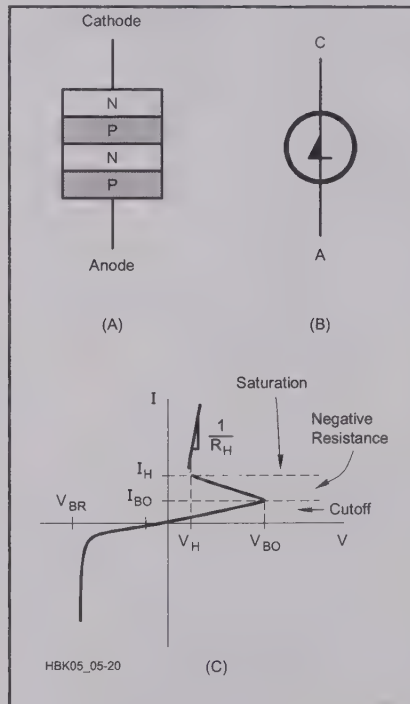 Cathode
N
P
N
P
Anode
(A)
C
A
(B)
Saturation
I
1
R_H
Negative
Resistance
I_H
I_BO
V_BR
Cutoff
V_H
V_BO
V
HBK05_05-20
(C)